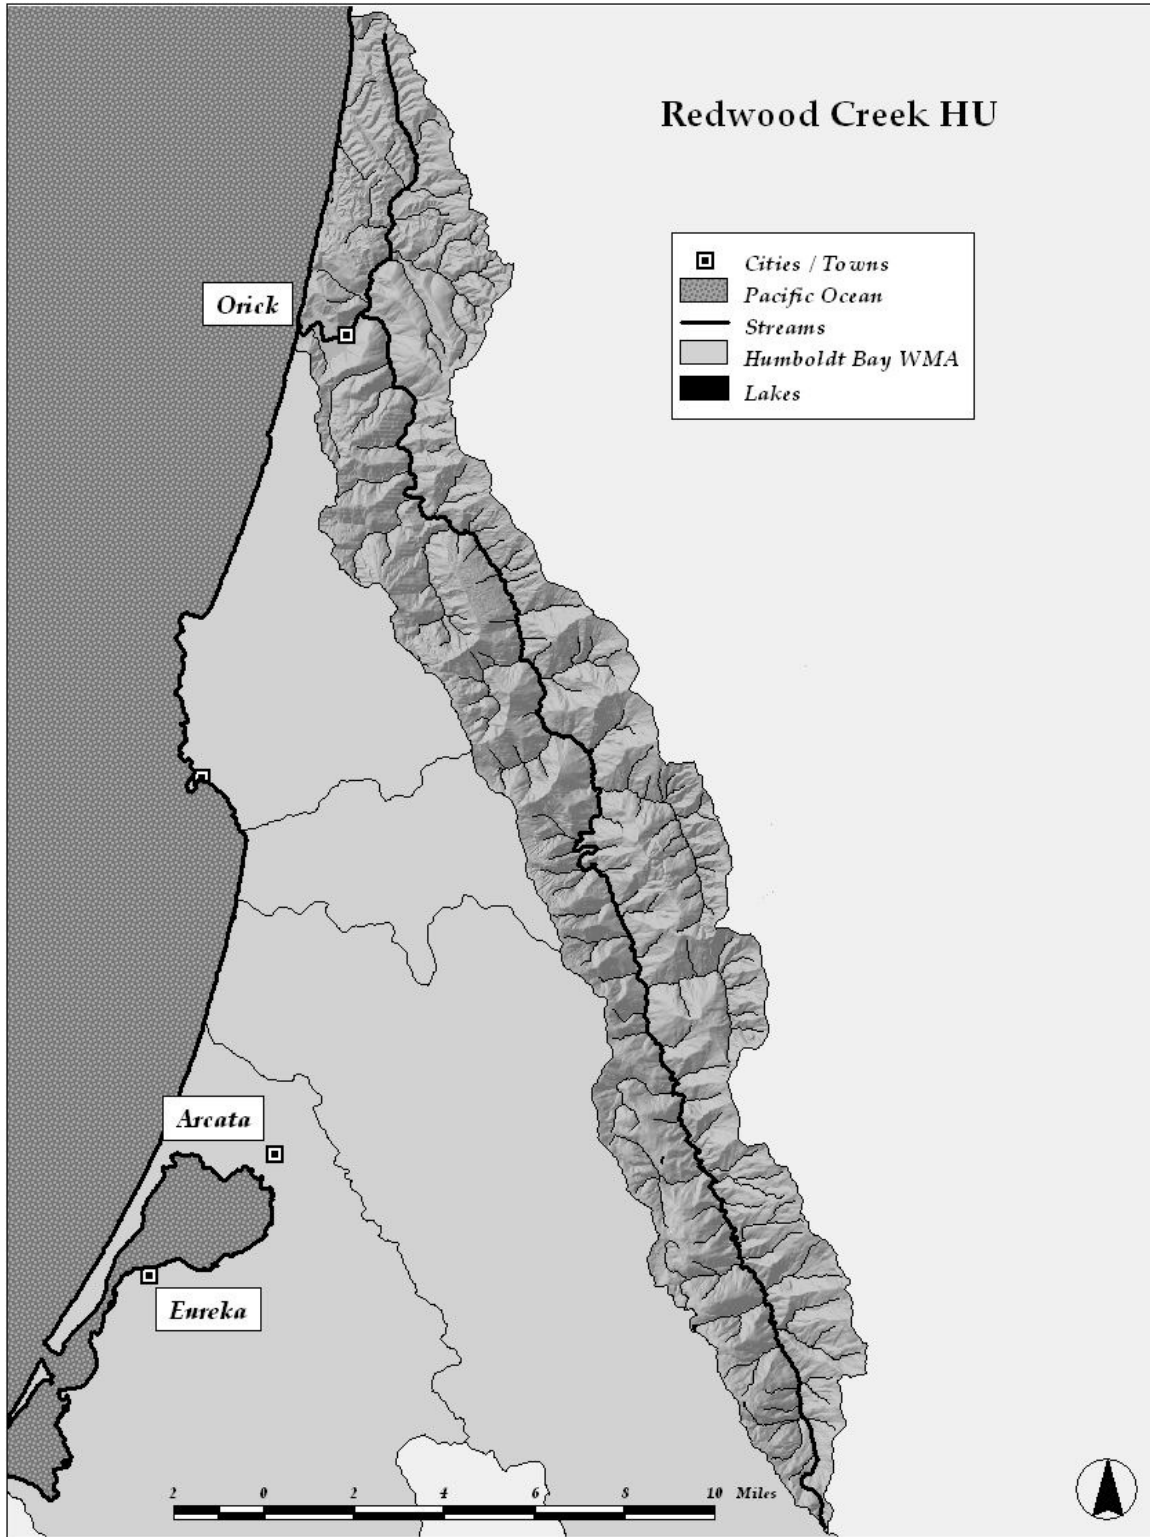 Redwood Creek HU
Cities / Towns
Pacific Ocean
Streams
Humboldt Bay WMA
Lakes
Orick
Arcata
Eureka
2 0 2 4 6 8 10 Miles